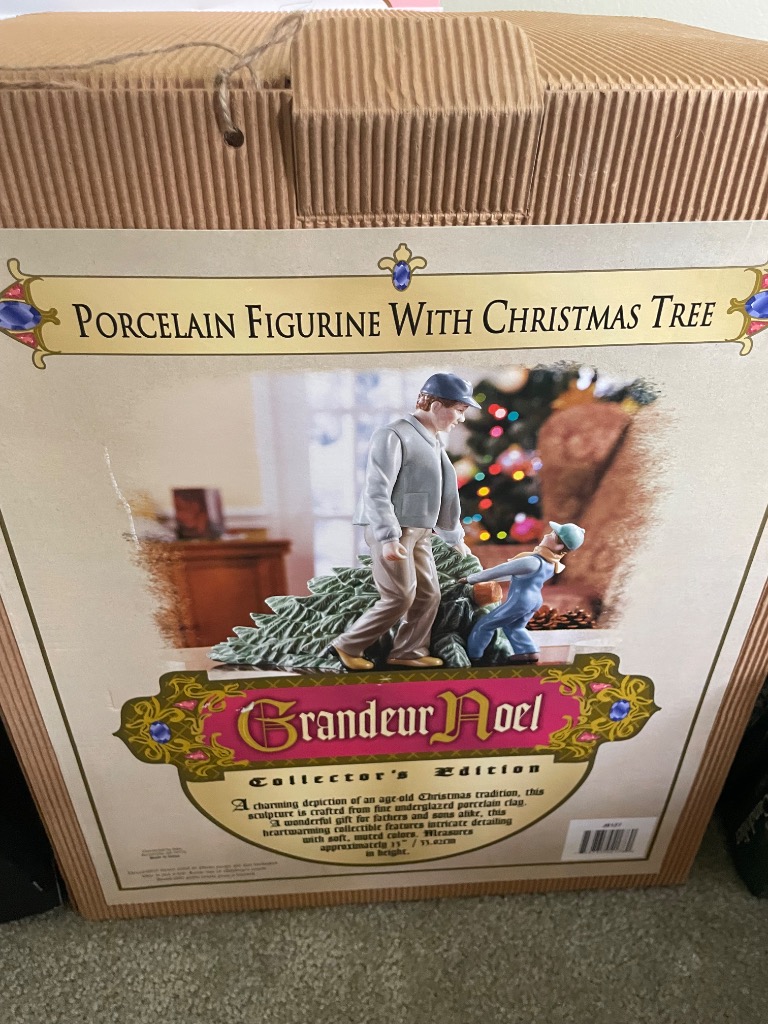 PORCELAIN FIGURINE WITH CHRISTMAS TREE
Grandeur Noel
Collector's Edition
A charming depiction of an age-old Christmas tradition, this
sculpture is crafted from fine underglazed porcelain clay.
A wonderful gift for fathers and sons alike, this
heartwarming collectible features intricate detailing
with soft, muted colors. Measures
approximately 13" / 33.02cm
in height.